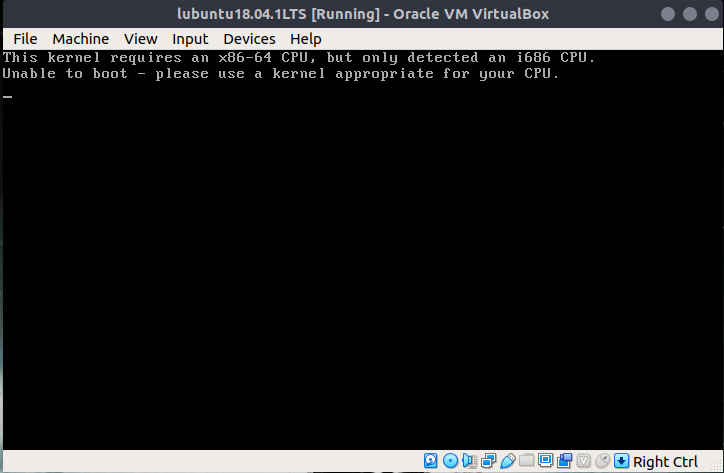 lubuntu18.04.1LTS [Running] - Oracle VM VirtualBox
File Machine View Input Devices Help
This kernel requires an x86-64 CPU, but only detected an i686 CPU.
Unable to boot - please use a kernel appropriate for your CPU.
Right Ctrl